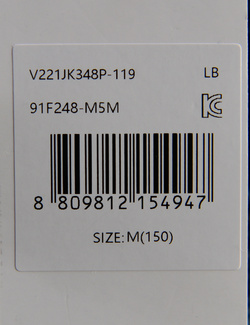 V221JK348P-119 LB
91F248-M5M
8 809812 154947
SIZE: M(150)